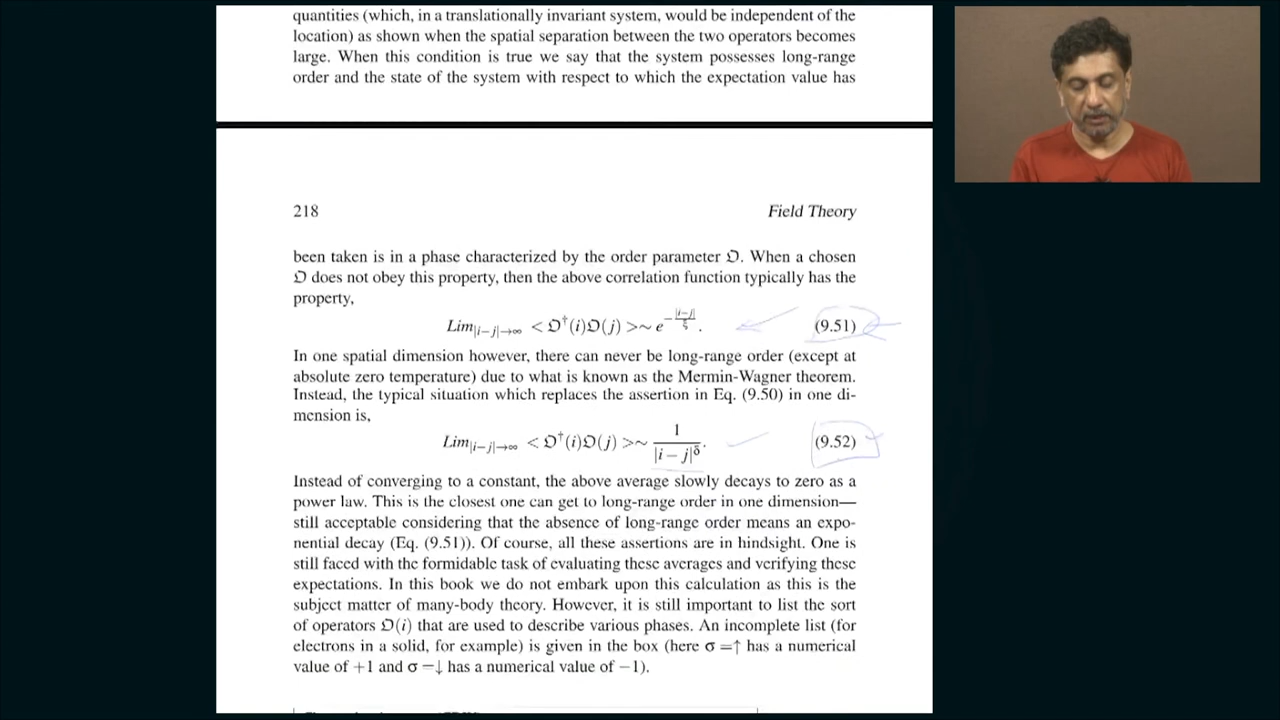 quantities (which, in a translationally invariant system, would be independent of the
location) as shown when the spatial separation between the two operators becomes
large. When this condition is true we say that the system possesses long-range
order and the state of the system with respect to which the expectation value has
218 Field Theory
been taken is in a phase characterized by the order parameter 𝔒. When a chosen
𝔒 does not obey this property, then the above correlation function typically has the
property,
Lim_{|i−j|→∞} < 𝔒†(i)𝔒(j) >∼ e^{−|i−j|/ξ}. (9.51)
In one spatial dimension however, there can never be long-range order (except at
absolute zero temperature) due to what is known as the Mermin-Wagner theorem.
Instead, the typical situation which replaces the assertion in Eq. (9.50) in one di-
mension is,
Lim_{|i−j|→∞} < 𝔒†(i)𝔒(j) >∼ 1/|i−j|^δ. (9.52)
Instead of converging to a constant, the above average slowly decays to zero as a
power law. This is the closest one can get to long-range order in one dimension—
still acceptable considering that the absence of long-range order means an expo-
nential decay (Eq. (9.51)). Of course, all these assertions are in hindsight. One is
still faced with the formidable task of evaluating these averages and verifying these
expectations. In this book we do not embark upon this calculation as this is the
subject matter of many-body theory. However, it is still important to list the sort
of operators 𝔒(i) that are used to describe various phases. An incomplete list (for
electrons in a solid, for example) is given in the box (here σ =↑ has a numerical
value of +1 and σ =↓ has a numerical value of −1).